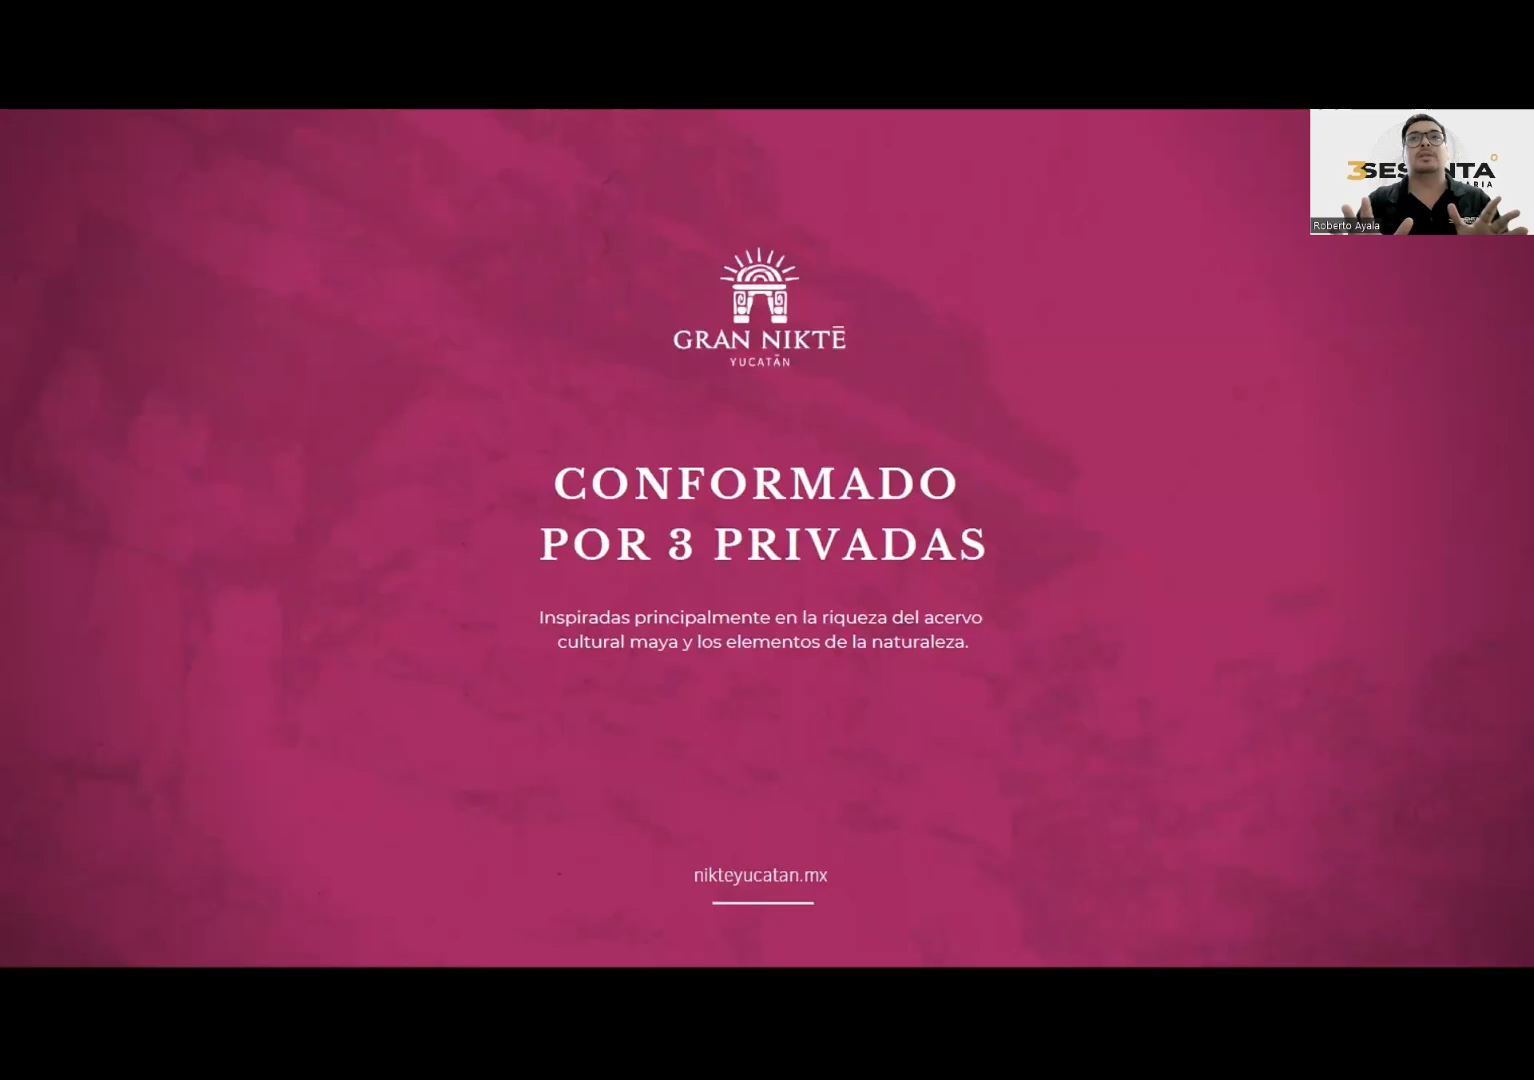 GRAN NIKTĒ
YUCATÁN
CONFORMADO
POR 3 PRIVADAS
Inspiradas principalmente en la riqueza del acervo
cultural maya y los elementos de la naturaleza.
nikteyucatan.mx
Roberto Ayala